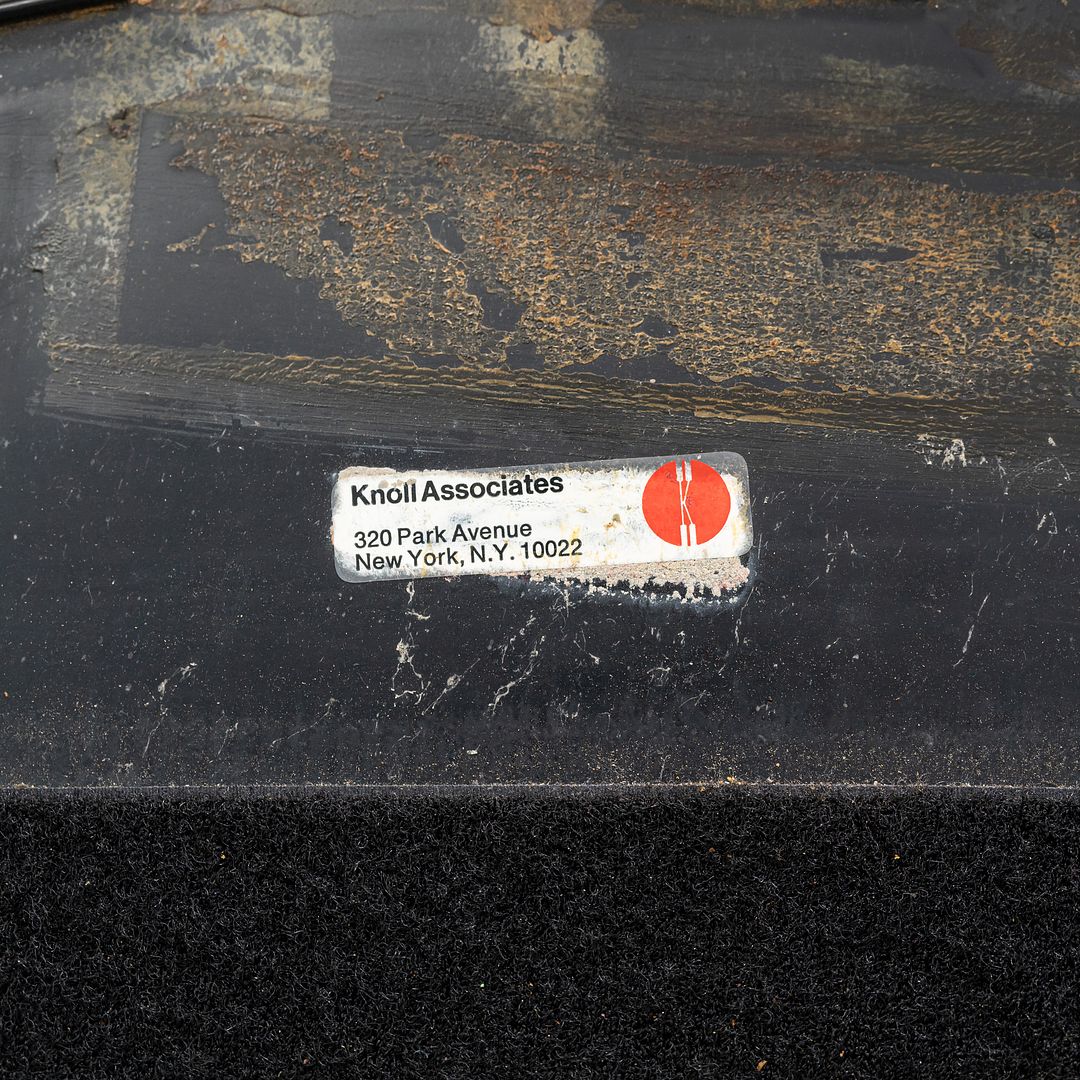 Knoll Associates
320 Park Avenue
New York, N.Y. 10022